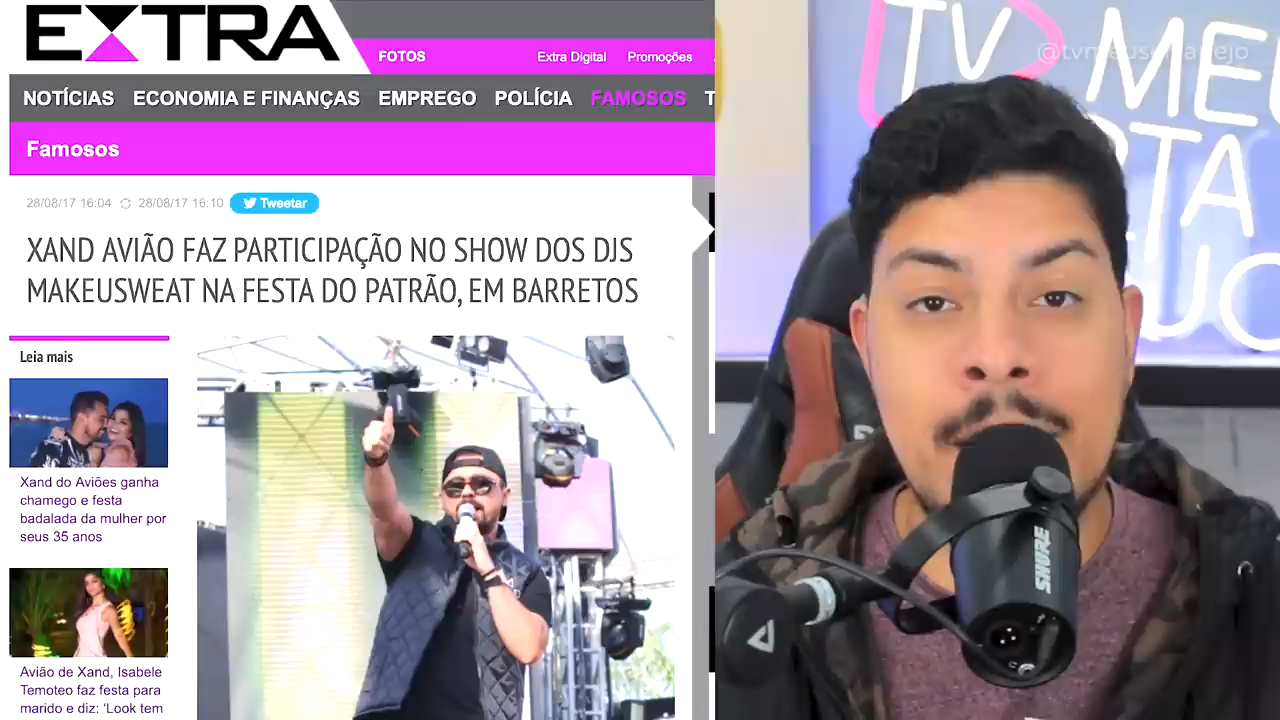 EXTRA
FOTOS
Extra Digital
Promoções
NOTÍCIAS
ECONOMIA E FINANÇAS
EMPREGO
POLÍCIA
FAMOSOS
T
Famosos
28/08/17 16:04
28/08/17 16:10
Tweetar
XAND AVIÃO FAZ PARTICIPAÇÃO NO SHOW DOS DJS
MAKEUSWEAT NA FESTA DO PATRÃO, EM BARRETOS
Leia mais
Xand do Aviões ganha
chamego e festa
badalada da mulher por
seus 35 anos
Avião de Xand, Isabele
Temoteo faz festa para
marido e diz: ‘Look tem
TV
MEU
SHURE